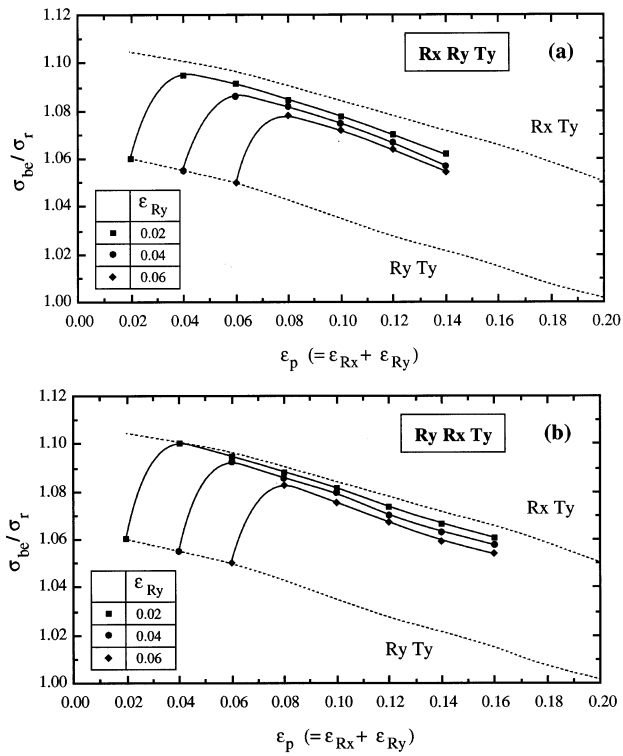 1.12
Rx Ry Ty
(a)
1.10
1.08
Rx Ty
σbe/σr
1.06
εRy
0.02
1.04
0.04
Ry Ty
0.06
1.02
1.00
0.00 0.02 0.04 0.06 0.08 0.10 0.12 0.14 0.16 0.18 0.20
εp (= εRx + εRy)
1.12
Ry Rx Ty
(b)
1.10
1.08
Rx Ty
σbe/σr
1.06
εRy
0.02
1.04
0.04
Ry Ty
0.06
1.02
1.00
0.00 0.02 0.04 0.06 0.08 0.10 0.12 0.14 0.16 0.18 0.20
εp (= εRx + εRy)